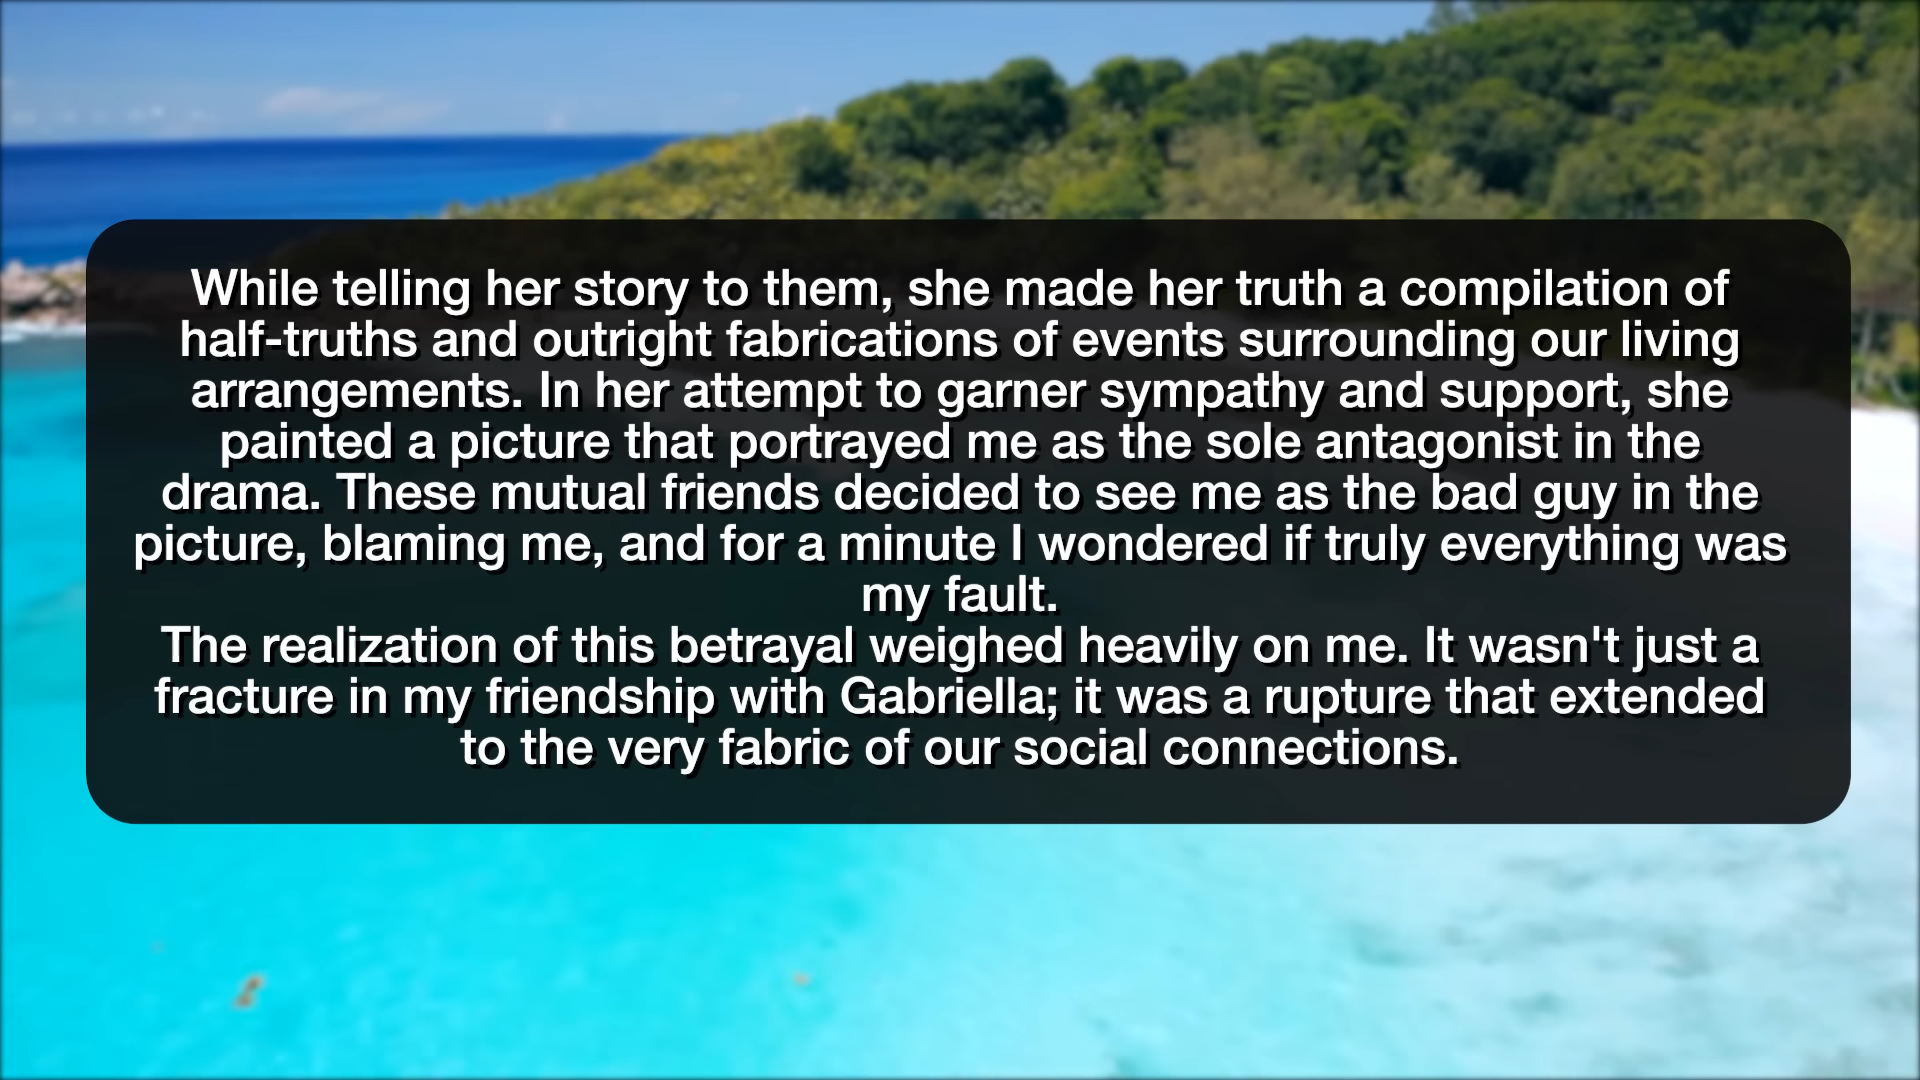 While telling her story to them, she made her truth a compilation of
half-truths and outright fabrications of events surrounding our living
arrangements. In her attempt to garner sympathy and support, she
painted a picture that portrayed me as the sole antagonist in the
drama. These mutual friends decided to see me as the bad guy in the
picture, blaming me, and for a minute I wondered if truly everything was
my fault.
The realization of this betrayal weighed heavily on me. It wasn't just a
fracture in my friendship with Gabriella; it was a rupture that extended
to the very fabric of our social connections.